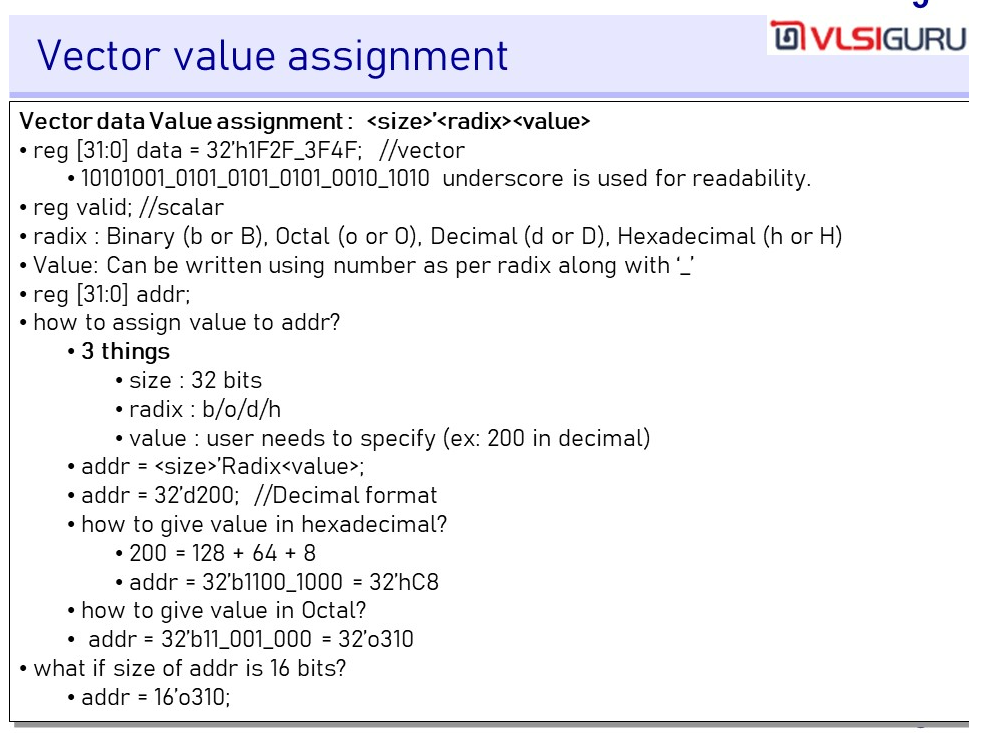 Vector value assignment
VLSIGURU
Vector data Value assignment : <size>'<radix><value>
• reg [31:0] data = 32'h1F2F_3F4F; //vector
• 10101001_0101_0101_0101_0010_1010 underscore is used for readability.
• reg valid; //scalar
• radix : Binary (b or B), Octal (o or O), Decimal (d or D), Hexadecimal (h or H)
• Value: Can be written using number as per radix along with '_'
• reg [31:0] addr;
• how to assign value to addr?
• 3 things
• size : 32 bits
• radix : b/o/d/h
• value : user needs to specify (ex: 200 in decimal)
• addr = <size>'Radix<value>;
• addr = 32'd200; //Decimal format
• how to give value in hexadecimal?
• 200 = 128 + 64 + 8
• addr = 32'b1100_1000 = 32'hC8
• how to give value in Octal?
• addr = 32'b11_001_000 = 32'o310
• what if size of addr is 16 bits?
• addr = 16'o310;